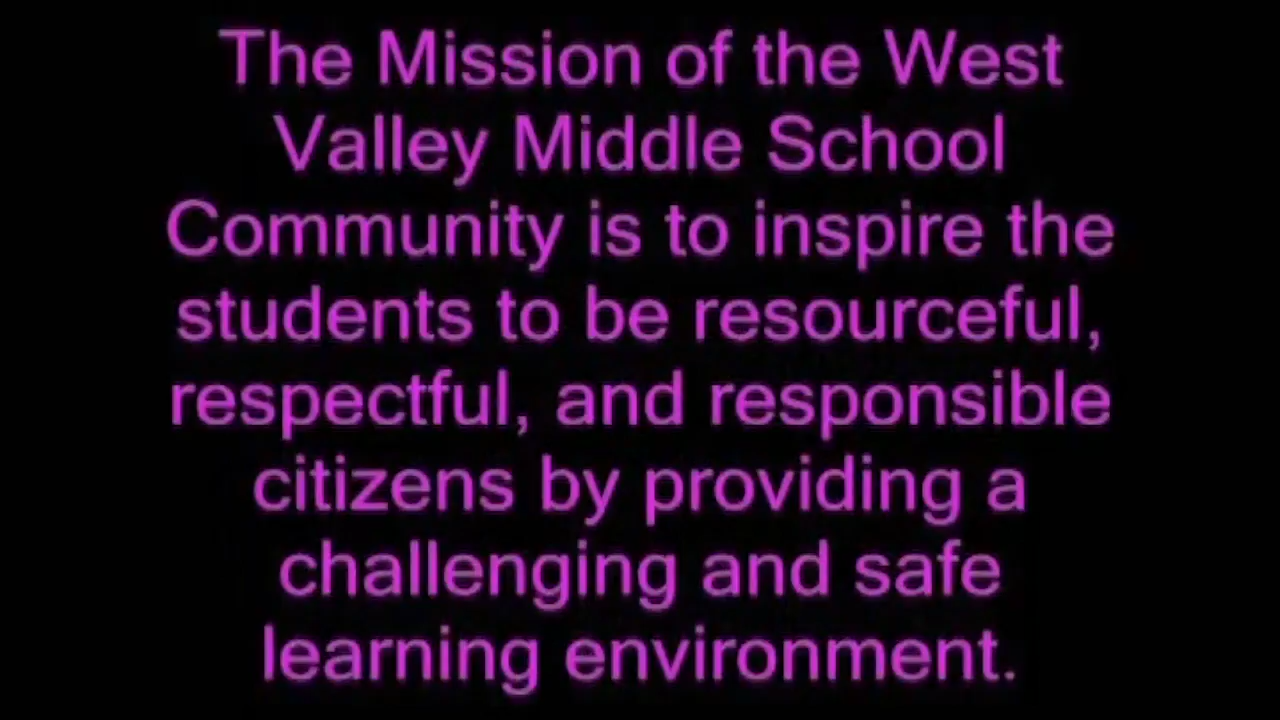 The Mission of the West
Valley Middle School
Community is to inspire the
students to be resourceful,
respectful, and responsible
citizens by providing a
challenging and safe
learning environment.